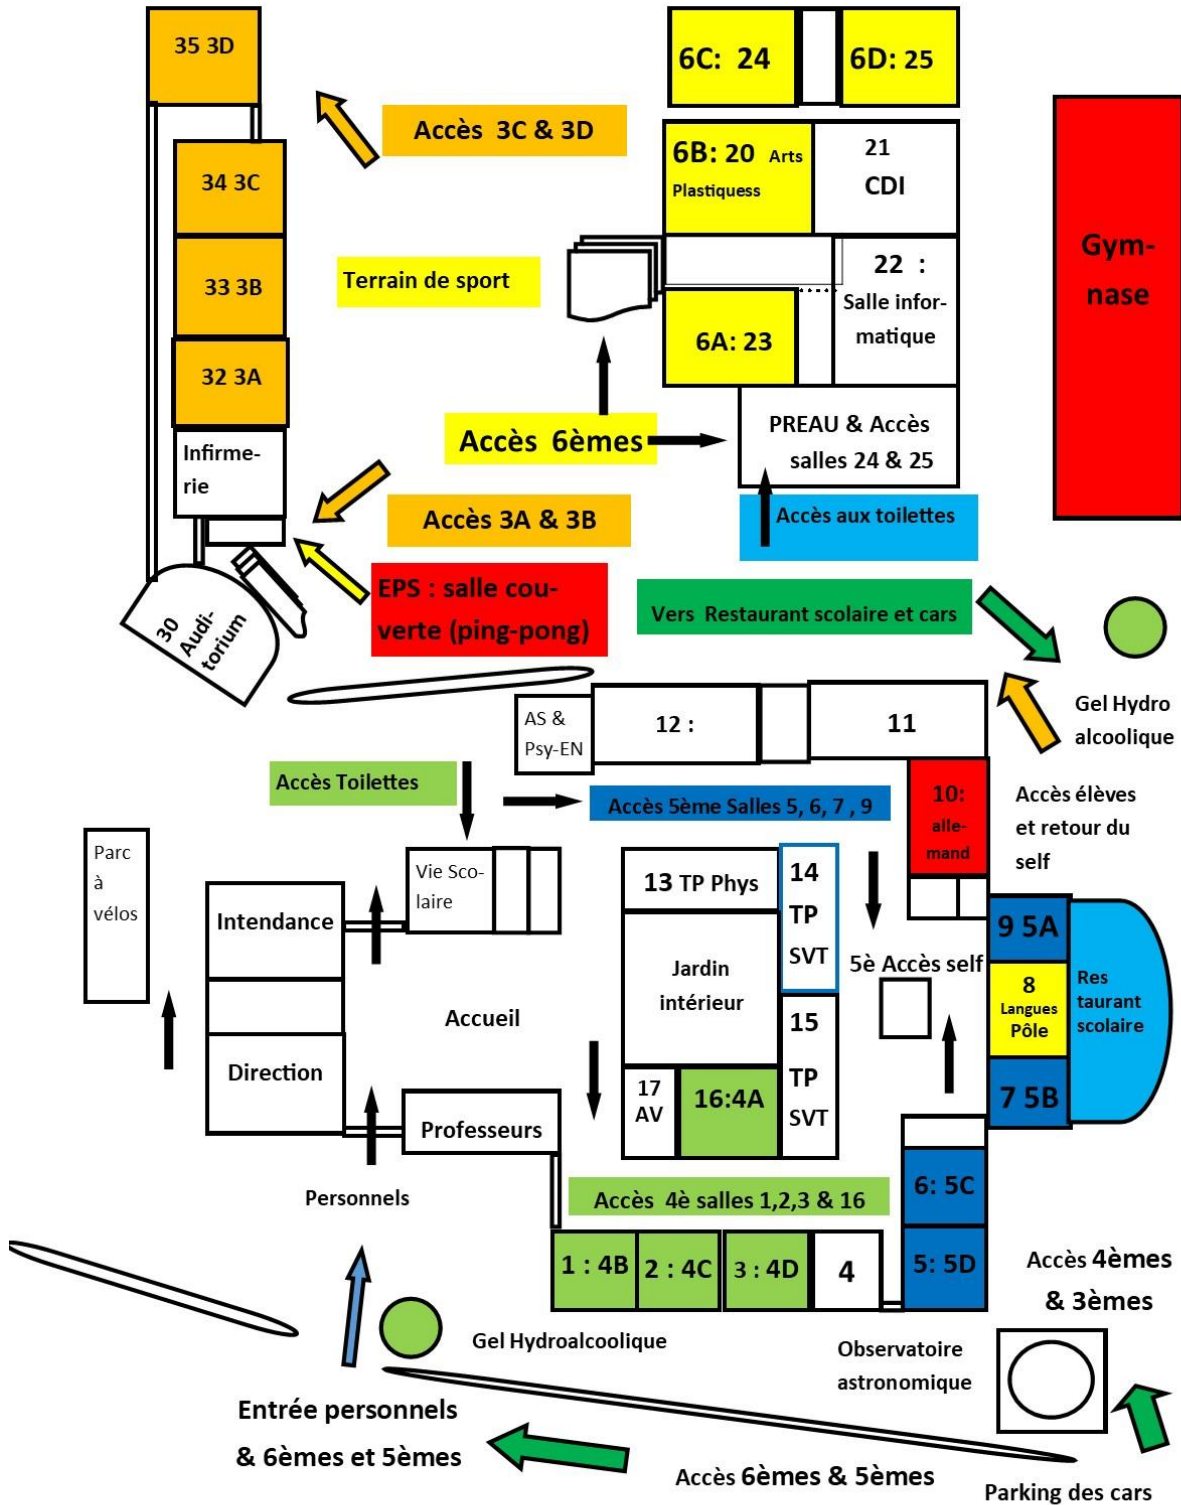 35 3D
6C: 24
6D: 25
Accès 3C & 3D
6B: 20 Arts
Plastiquess
21
CDI
34 3C
Gym-
nase
33 3B
Terrain de sport
22 :
Salle infor-
matique
6A: 23
32 3A
Accès 6èmes
PREAU & Accès
salles 24 & 25
Infirme-
rie
Accès 3A & 3B
Accès aux toilettes
EPS : salle cou-
verte (ping-pong)
Vers Restaurant scolaire et cars
30
Audi-
torium
AS &
Psy-EN
12 :
11
Gel Hydro
alcoolique
Accès Toilettes
Accès 5ème Salles 5, 6, 7 , 9
10:
alle-
mand
Accès élèves
et retour du
self
Parc
à
vélos
Vie Sco-
laire
13 TP Phys
14
TP
SVT
Intendance
9 5A
Jardin
intérieur
5è Accès self
8
Langues
Pôle
Res
taurant
scolaire
Accueil
15
TP
SVT
Direction
17
AV
16:4A
7 5B
Professeurs
Personnels
Accès 4è salles 1,2,3 & 16
6: 5C
1 : 4B
2 : 4C
3 : 4D
4
5: 5D
Accès 4èmes
& 3èmes
Gel Hydroalcoolique
Observatoire
astronomique
Entrée personnels
& 6èmes et 5èmes
Accès 6èmes & 5èmes
Parking des cars